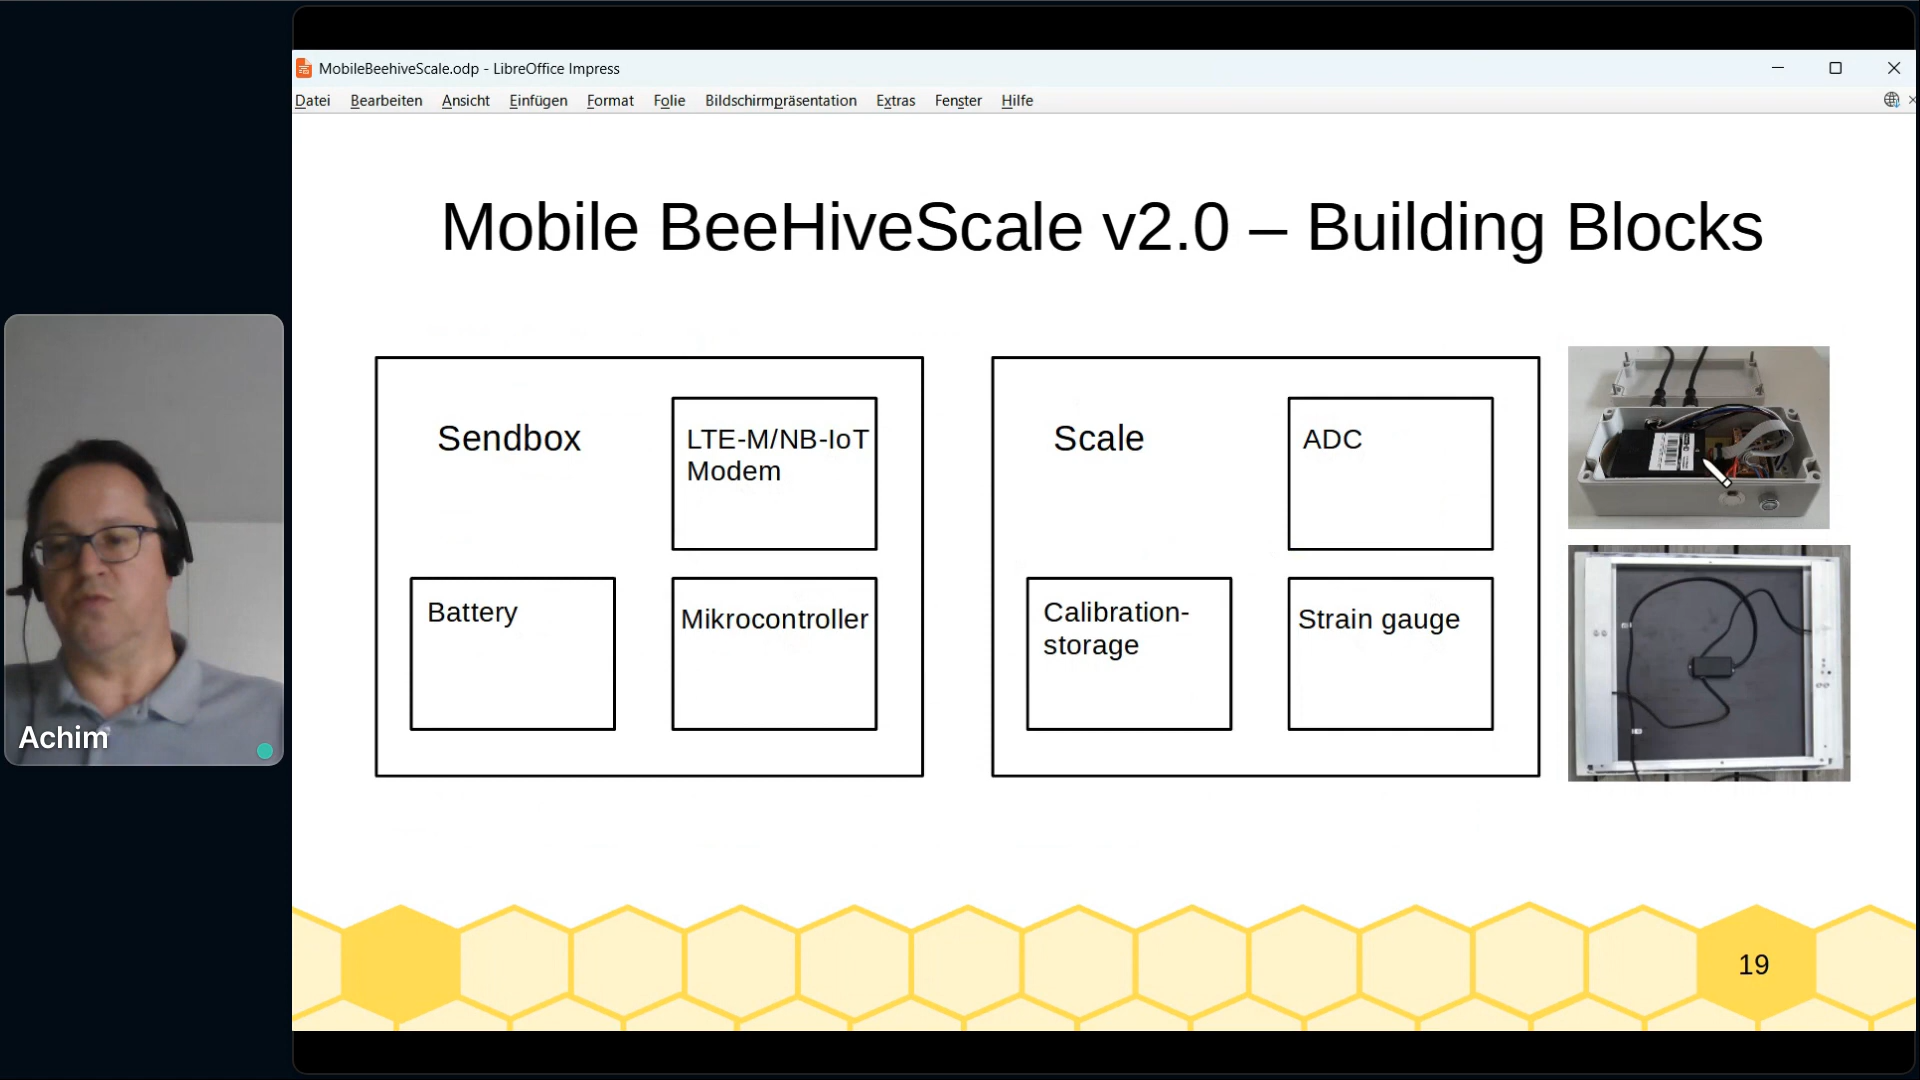 MobileBeehiveScale.odp - LibreOffice Impress
Datei Bearbeiten Ansicht Einfügen Format Folie Bildschirmpräsentation Extras Fenster Hilfe
Mobile BeeHiveScale v2.0 – Building Blocks
Sendbox
LTE-M/NB-IoT
Modem
Battery
Mikrocontroller
Scale
ADC
Calibration-
storage
Strain gauge
Achim
19